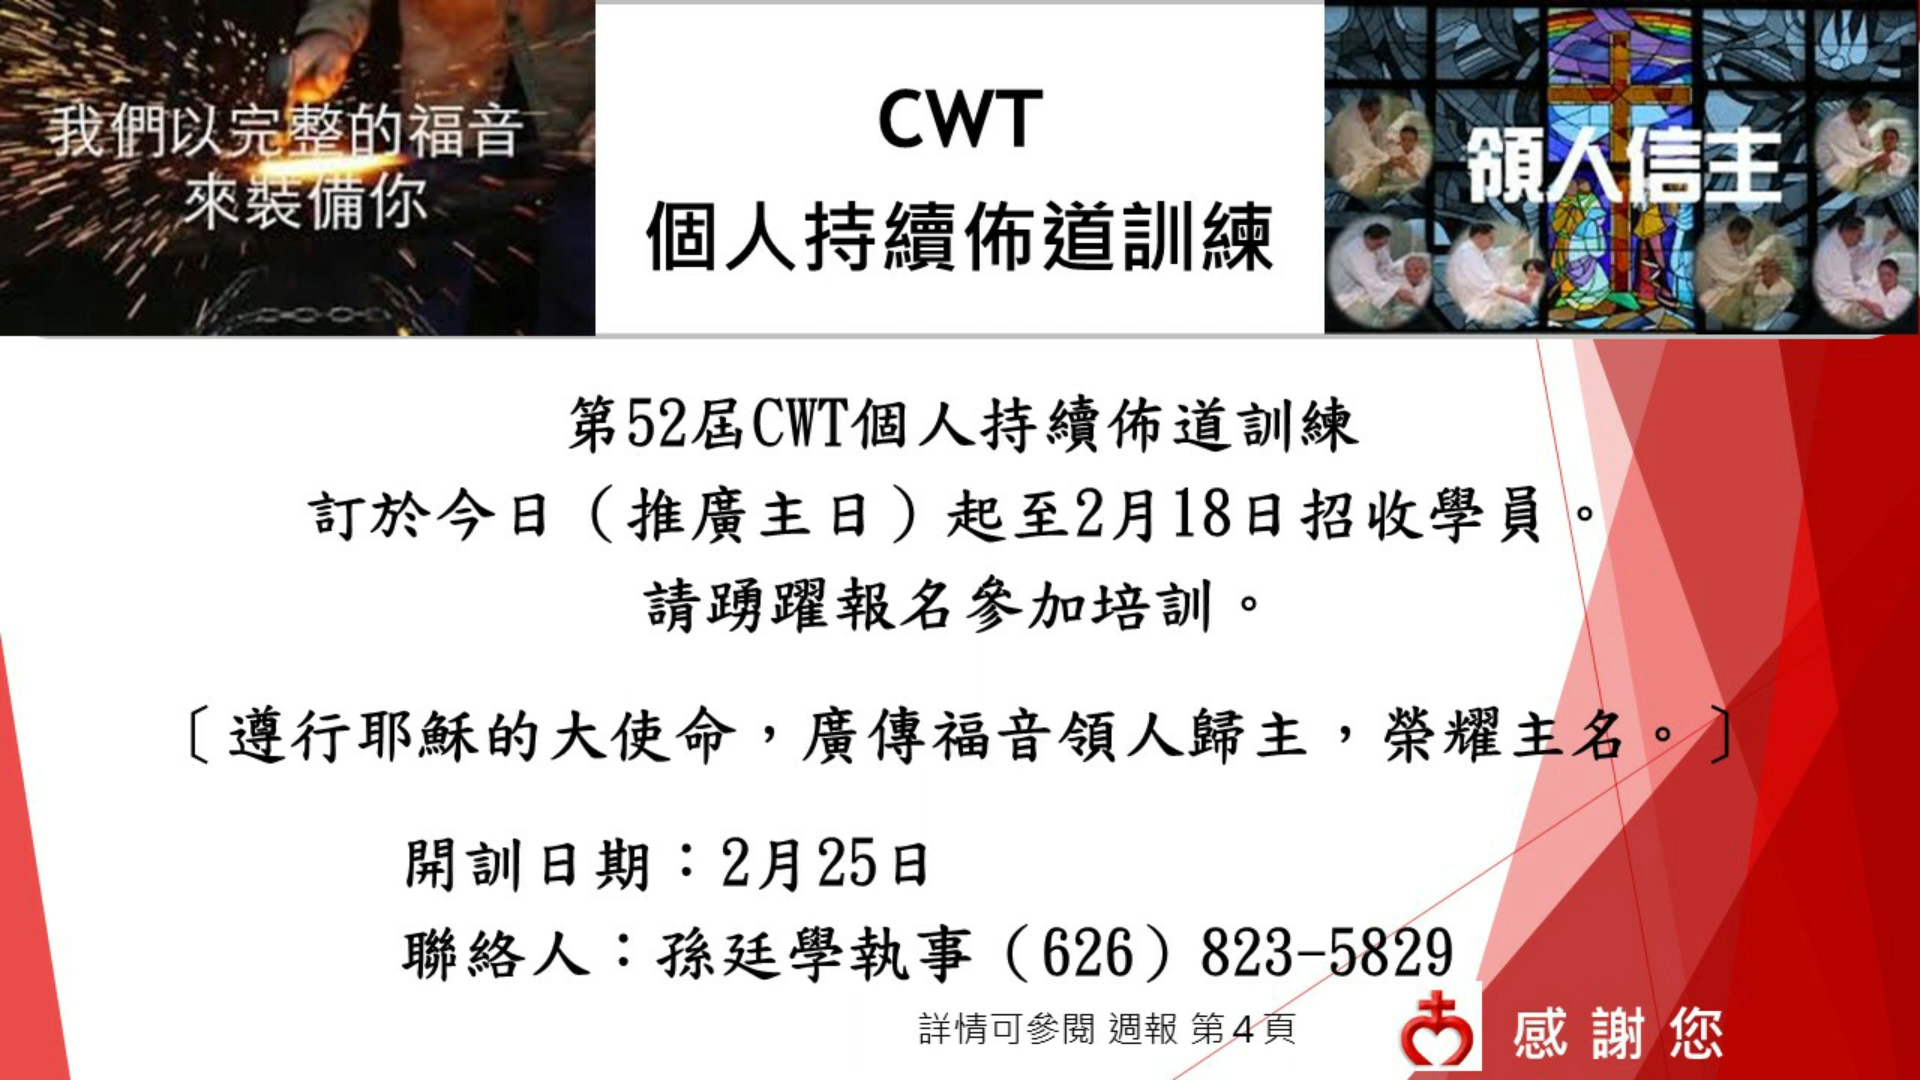 我們以完整的福音
來裝備你
CWT
個人持續佈道訓練
領人信主
第52屆CWT個人持續佈道訓練
訂於今日（推廣主日）起至2月18日招收學員。
請踴躍報名參加培訓。
〔遵行耶穌的大使命，廣傳福音領人歸主，榮耀主名。〕
開訓日期：2月25日
聯絡人：孫廷學執事（626）823-5829
詳情可參閱 週報 第4頁
感謝您